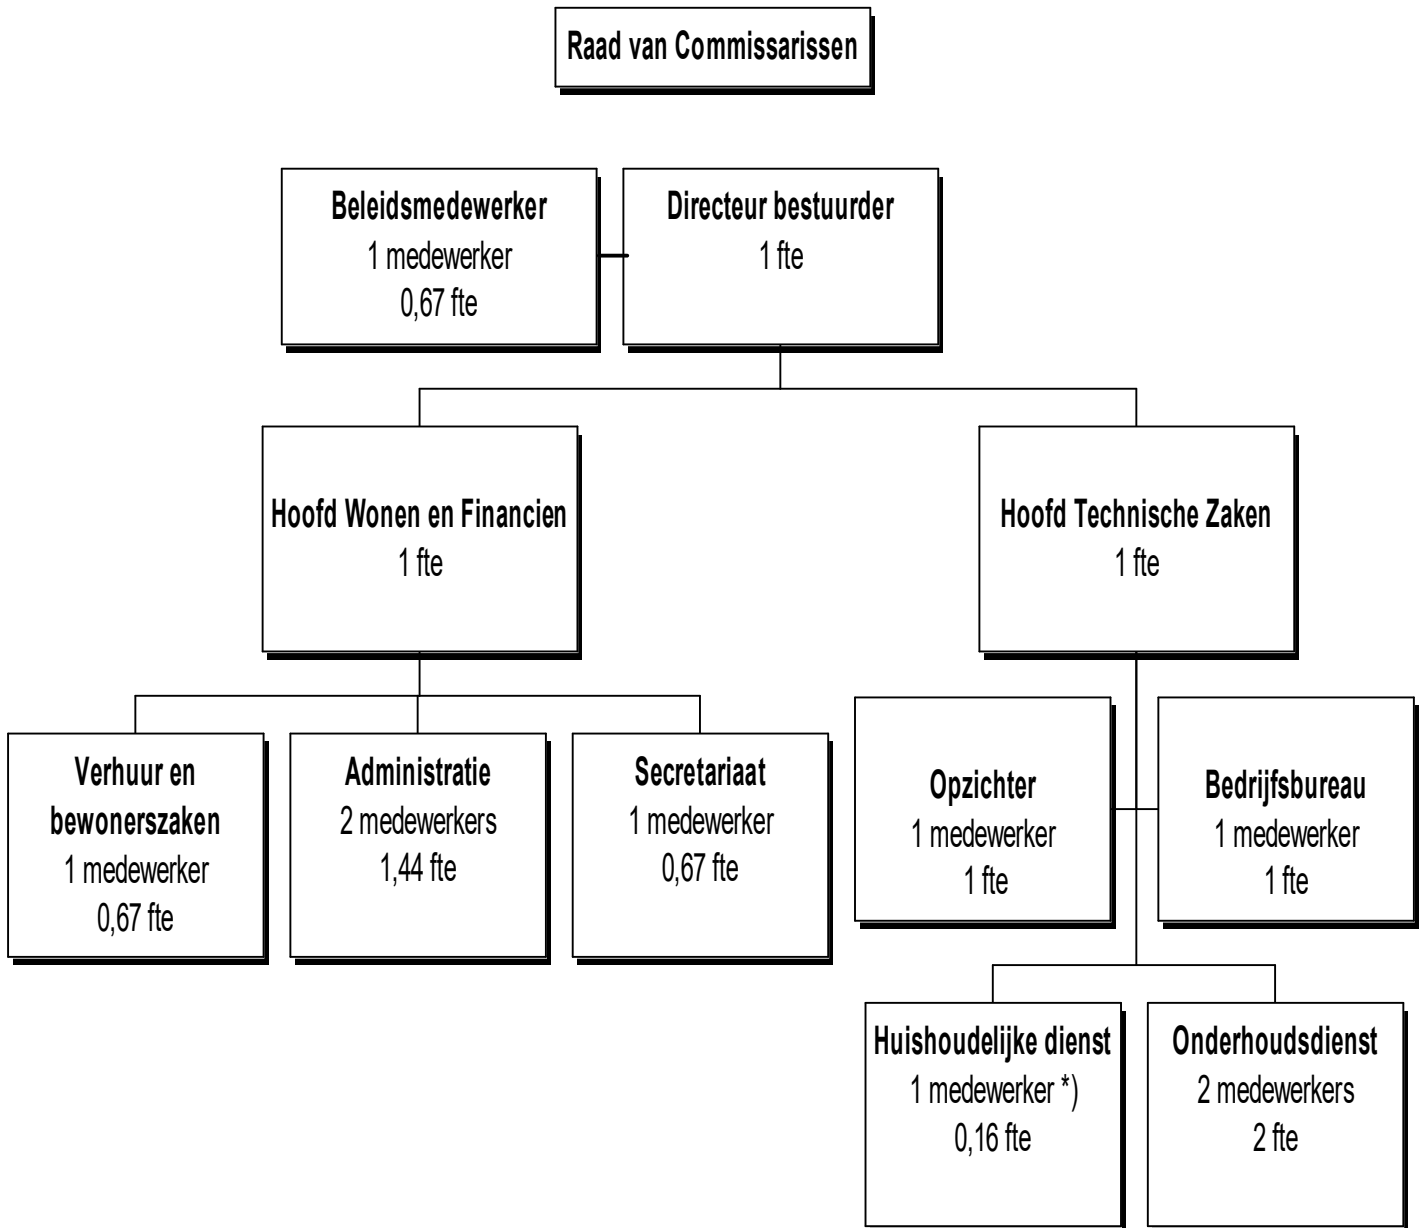 Raad van Commissarissen
Beleidsmedewerker
1 medewerker
0,67 fte
Directeur bestuurder
1 fte
Hoofd Wonen en Financien
1 fte
Hoofd Technische Zaken
1 fte
Verhuur en
bewonerszaken
1 medewerker
0,67 fte
Administratie
2 medewerkers
1,44 fte
Secretariaat
1 medewerker
0,67 fte
Opzichter
1 medewerker
1 fte
Bedrijfsbureau
1 medewerker
1 fte
Huishoudelijke dienst
1 medewerker *)
0,16 fte
Onderhoudsdienst
2 medewerkers
2 fte